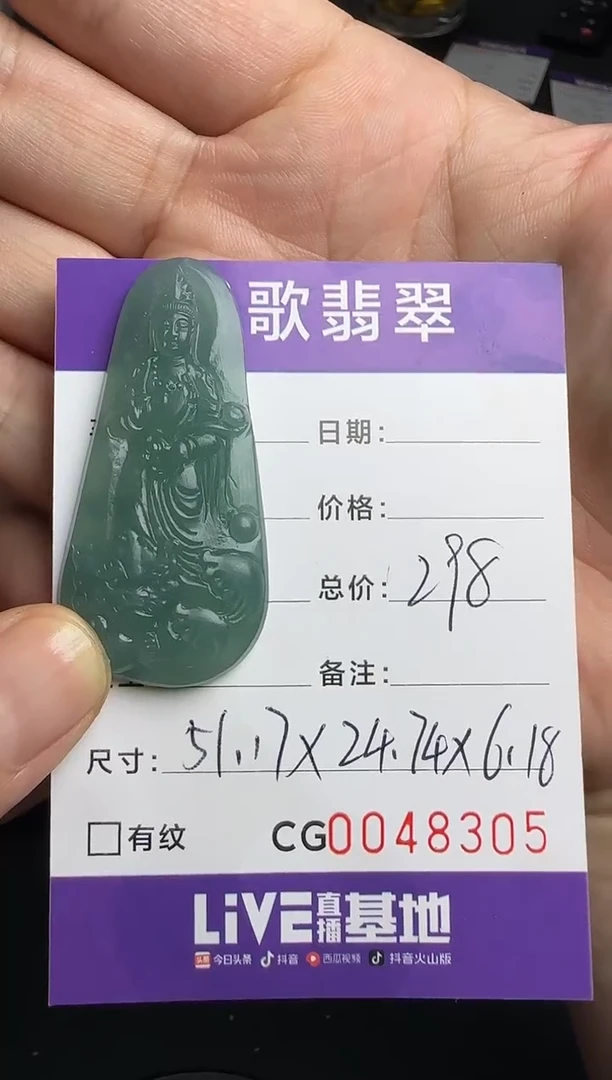 歌翡翠
日期:
价格:
总价: 298
备注:
尺寸: 51.17X24.74X6.18
有纹 CG0048305
LiVE直播基地
头条 今日头条 抖音 西瓜视频 抖音火山版